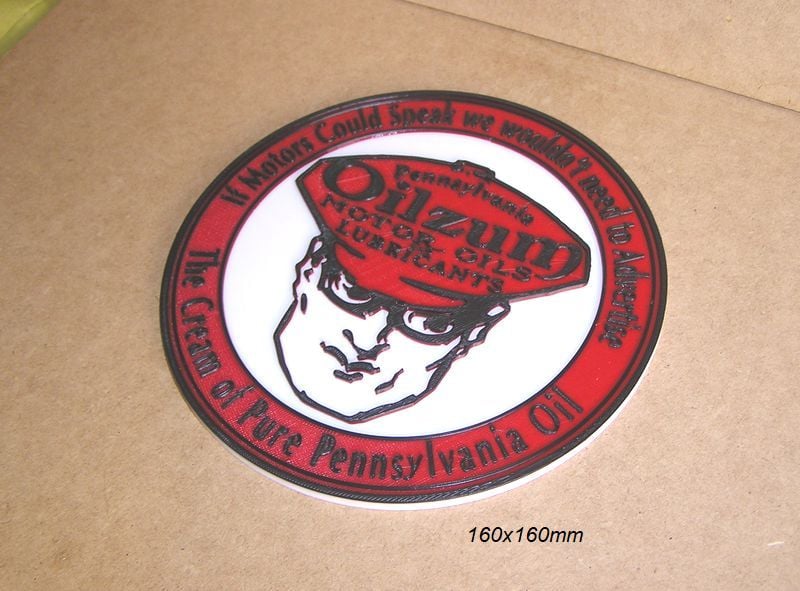 If Motors Could Speak we wouldn't need to Advertise
Pennsylvania
Oilzum
MOTOR OILS
&
LUBRICANTS
The Cream of Pure Pennsylvania Oil
160x160mm